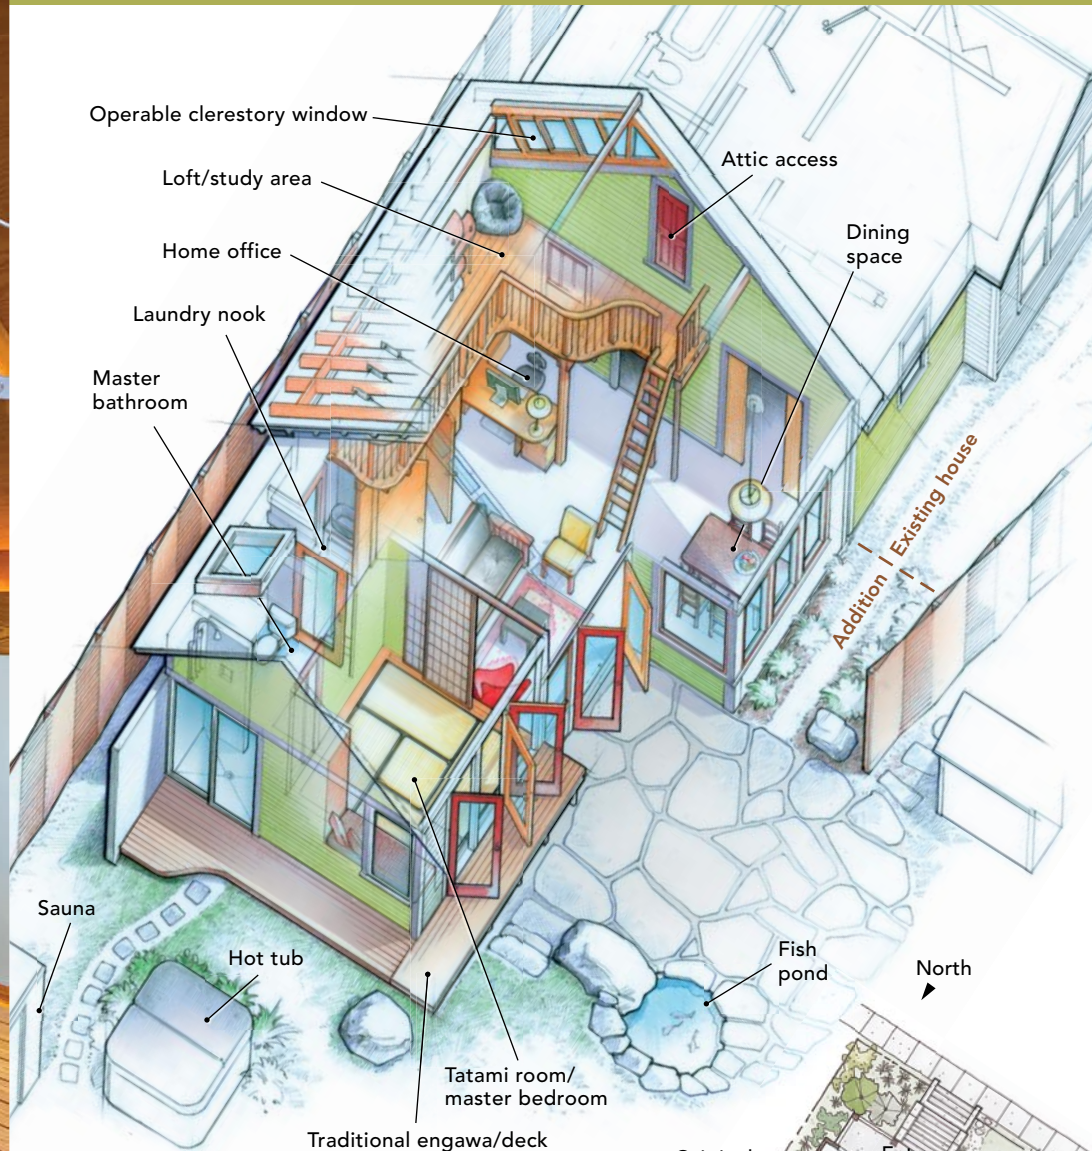 Operable clerestory window
Attic access
Loft/study area
Dining
space
Home office
Laundry nook
Master
bathroom
Existing house
Addition
Sauna
Hot tub
Fish
pond
North
Tatami room/
master bedroom
Traditional engawa/deck